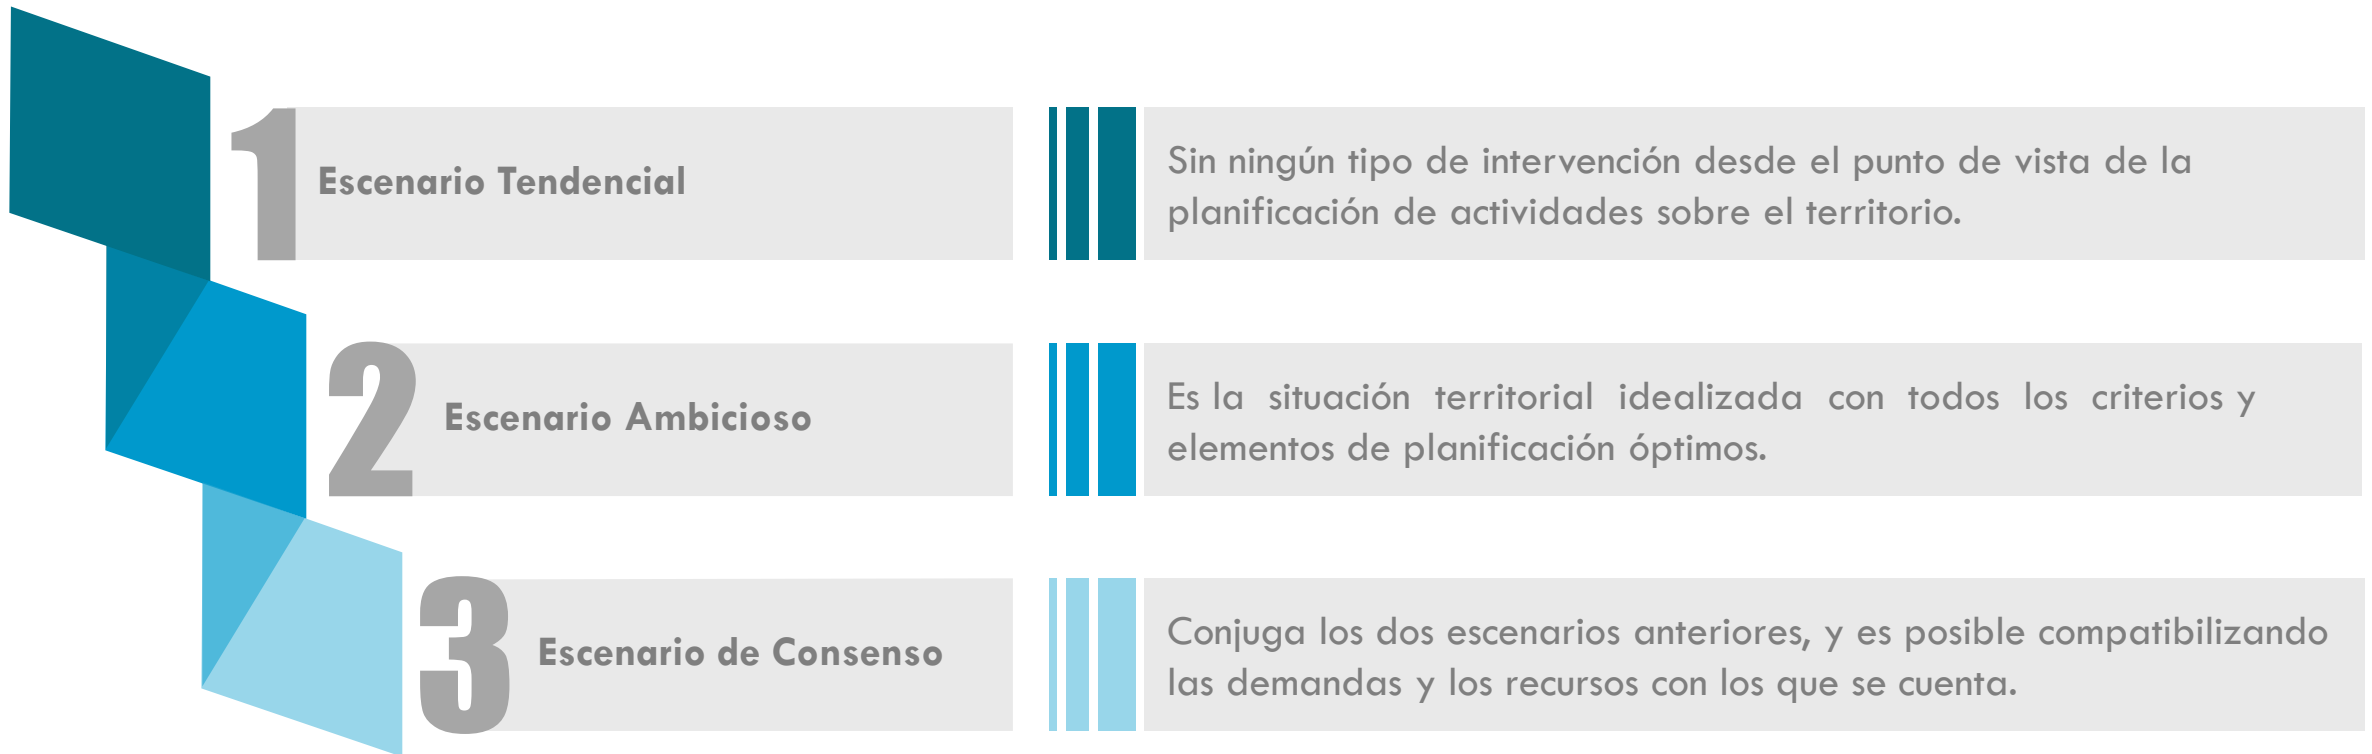 1
Escenario Tendencial
Sin ningún tipo de intervención desde el punto de vista de la
planificación de actividades sobre el territorio.
2
Escenario Ambicioso
Es la situación territorial idealizada con todos los criterios y
elementos de planificación óptimos.
3
Escenario de Consenso
Conjuga los dos escenarios anteriores, y es posible compatibilizando
las demandas y los recursos con los que se cuenta.